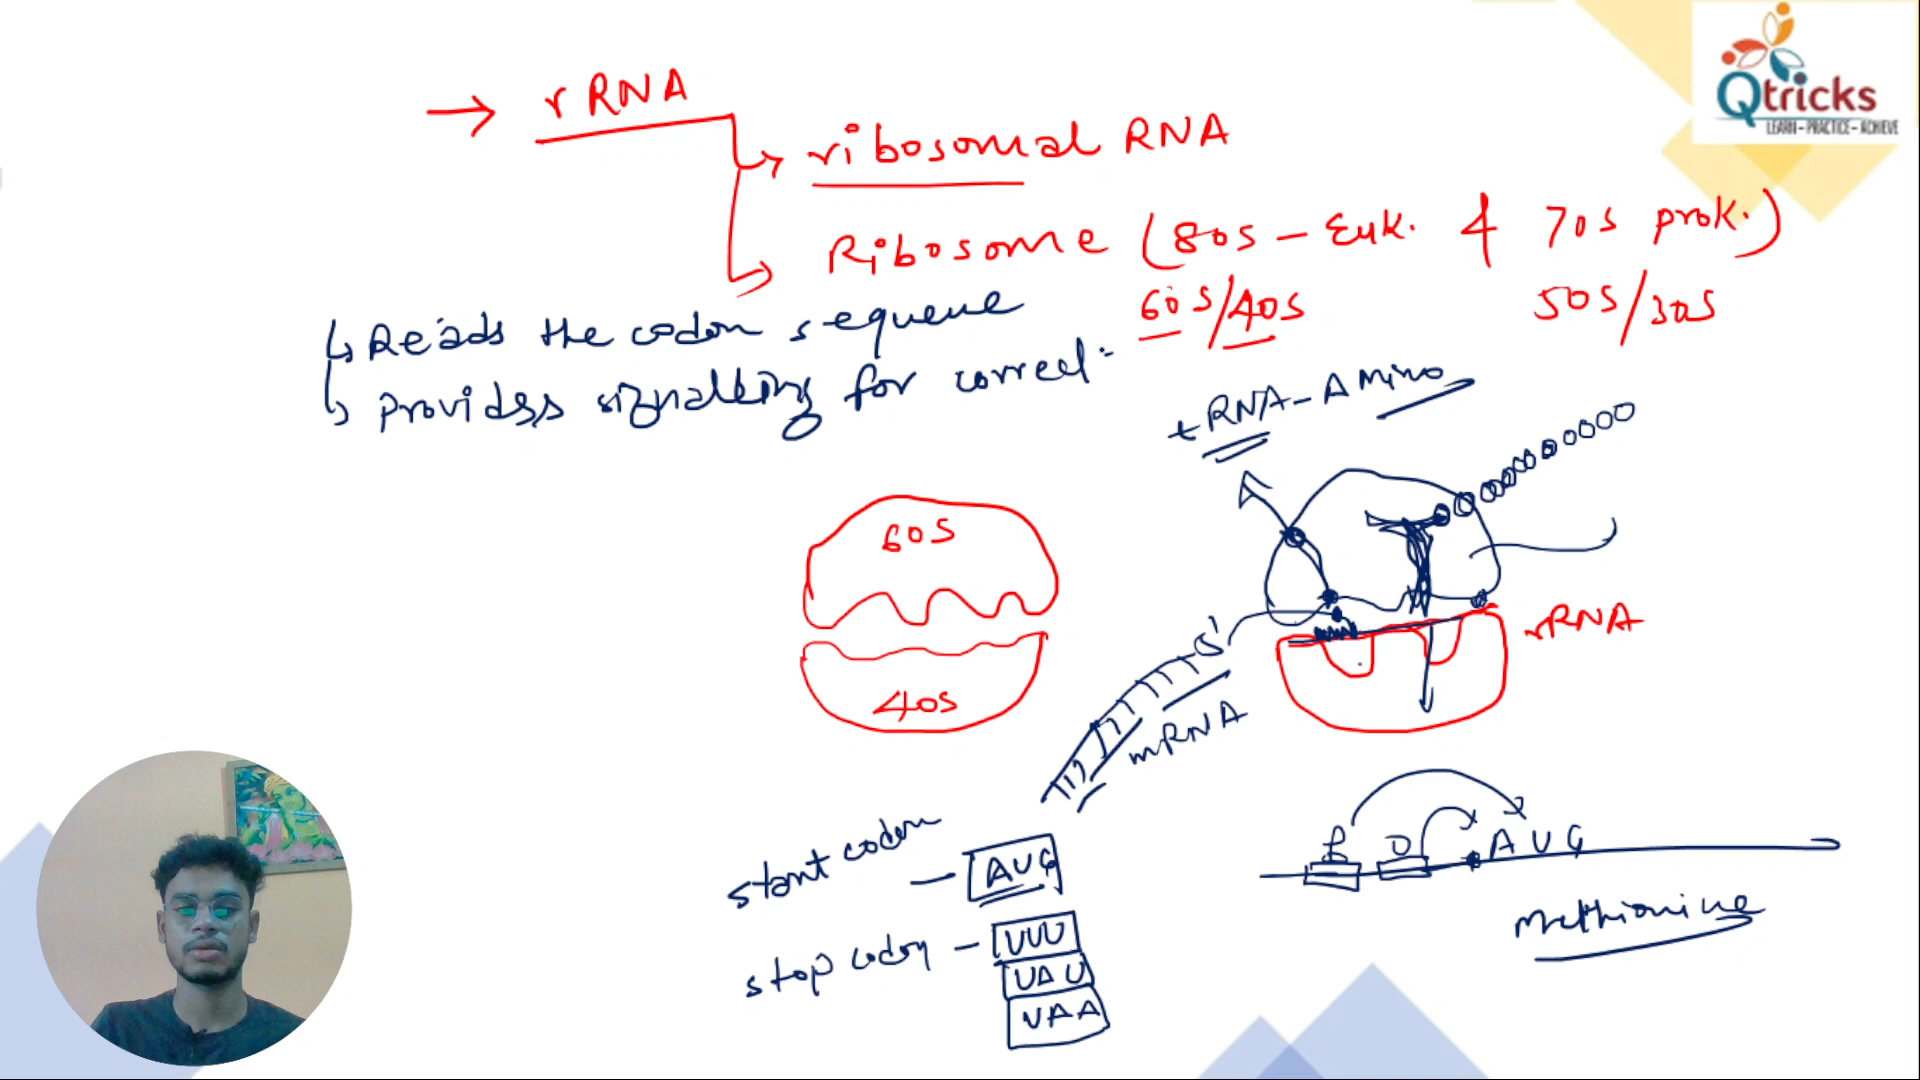 Qtricks
LEARN - PRACTICE - ACHIEVE
→ rRNA
ribosomal RNA
Ribosome (80s - Euk. & 70s prok.)
60s/40s
50s/30s
Reads the codon sequence
provides signalling for correct
tRNA - Amino
60s
40s
rRNA
5'
mRNA
start codon - AUG
stop codon - UUU
UAU
UAA
P O AUG
Methionine